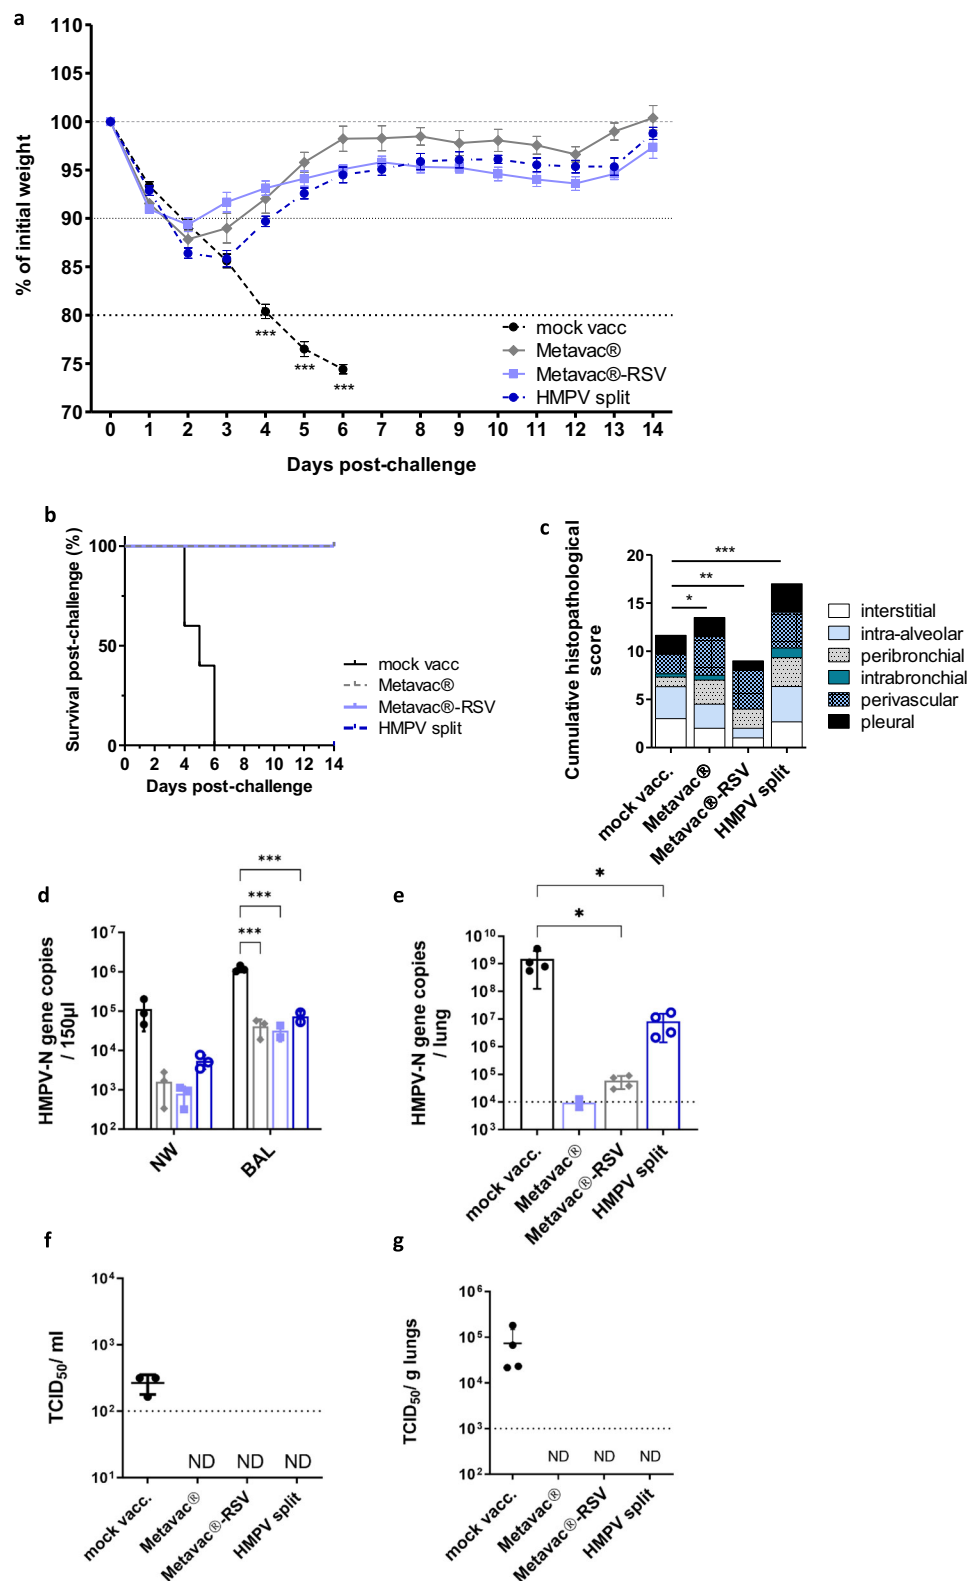 a
110
105
100
95
90
85
80
75
70
% of initial weight
***
***
***
mock vacc
Metavac®
Metavac®-RSV
HMPV split
0 1 2 3 4 5 6 7 8 9 10 11 12 13 14
Days post-challenge
b
Survival post-challenge (%)
100
50
0
0 2 4 6 8 10 12 14
Days post-challenge
mock vacc
Metavac®
Metavac®-RSV
HMPV split
c
Cumulative histopathological
score
20
15
10
5
0
***
**
*
mock vacc.
Metavac®
Metavac®-RSV
HMPV split
interstitial
intra-alveolar
peribronchial
intrabronchial
perivascular
pleural
d
HMPV-N gene copies
/ 150µl
10⁷
10⁶
10⁵
10⁴
10³
10²
***
***
***
NW
BAL
e
HMPV-N gene copies
/ lung
10¹⁰
10⁹
10⁸
10⁷
10⁶
10⁵
10⁴
10³
*
*
mock vacc.
Metavac®
Metavac®-RSV
HMPV split
f
TCID₅₀/ ml
10⁴
10³
10²
10¹
ND ND ND
mock vacc.
Metavac®
Metavac®-RSV
HMPV split
g
TCID₅₀/ g lungs
10⁶
10⁵
10⁴
10³
10²
ND ND ND
mock vacc.
Metavac®
Metavac®-RSV
HMPV split